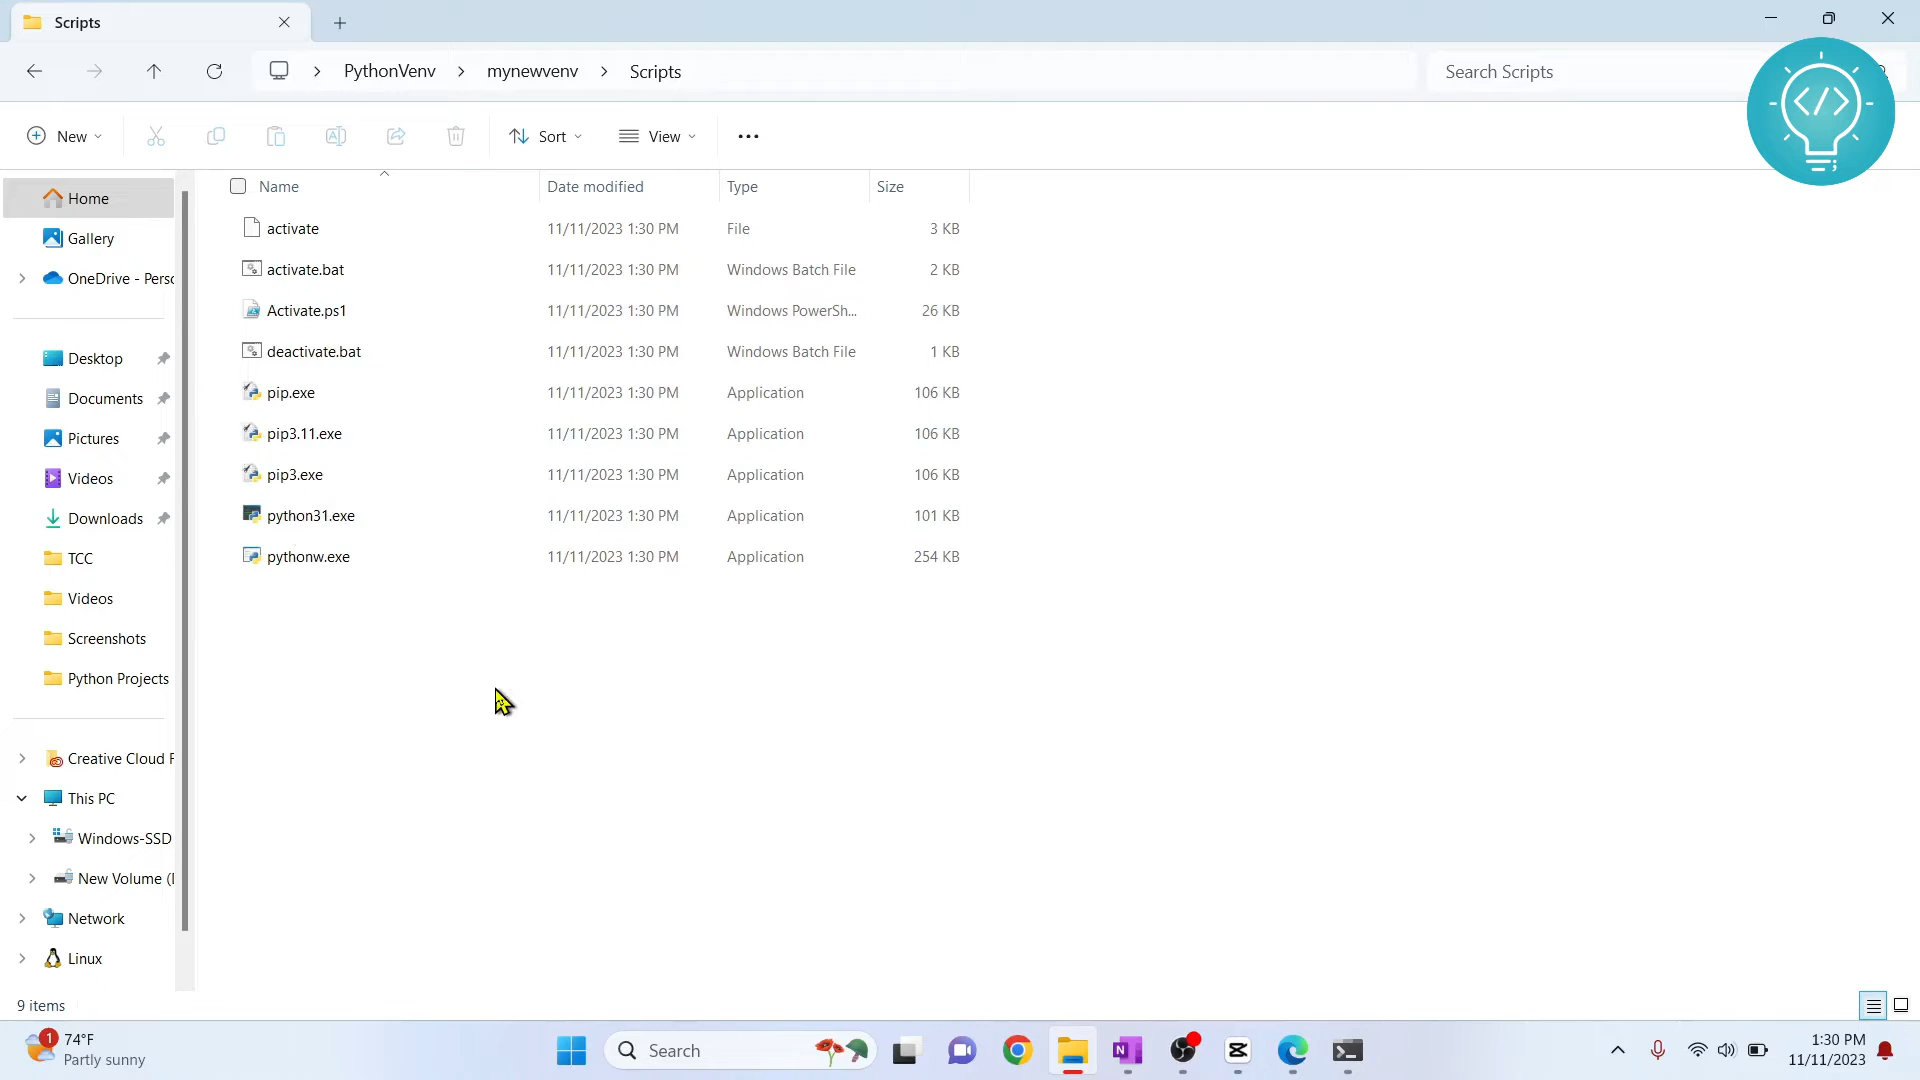 Scripts
PythonVenv > mynewvenv > Scripts
Search Scripts
</>
New
Sort
View
Name Date modified Type Size
Home
Gallery
OneDrive - Pers
Desktop
Documents
Pictures
Videos
Downloads
TCC
Videos
Screenshots
Python Projects
Creative Cloud F
This PC
Windows-SSD
New Volume (
Network
Linux
activate 11/11/2023 1:30 PM File 3 KB
activate.bat 11/11/2023 1:30 PM Windows Batch File 2 KB
Activate.ps1 11/11/2023 1:30 PM Windows PowerSh... 26 KB
deactivate.bat 11/11/2023 1:30 PM Windows Batch File 1 KB
pip.exe 11/11/2023 1:30 PM Application 106 KB
pip3.11.exe 11/11/2023 1:30 PM Application 106 KB
pip3.exe 11/11/2023 1:30 PM Application 106 KB
python31.exe 11/11/2023 1:30 PM Application 101 KB
pythonw.exe 11/11/2023 1:30 PM Application 254 KB
9 items
1
74°F
Partly sunny
Search
1:30 PM
11/11/2023